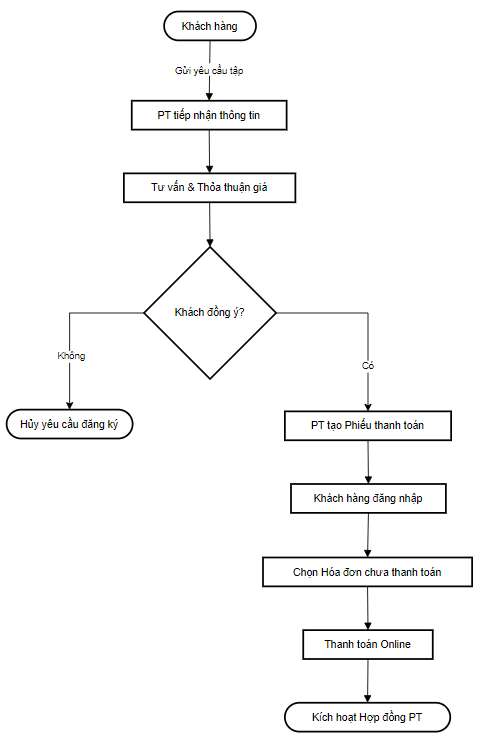 Khách hàng
Gửi yêu cầu tập
PT tiếp nhận thông tin
Tư vấn & Thỏa thuận giá
Khách đồng ý?
Không
Có
Hủy yêu cầu đăng ký
PT tạo Phiếu thanh toán
Khách hàng đăng nhập
Chọn Hóa đơn chưa thanh toán
Thanh toán Online
Kích hoạt Hợp đồng PT